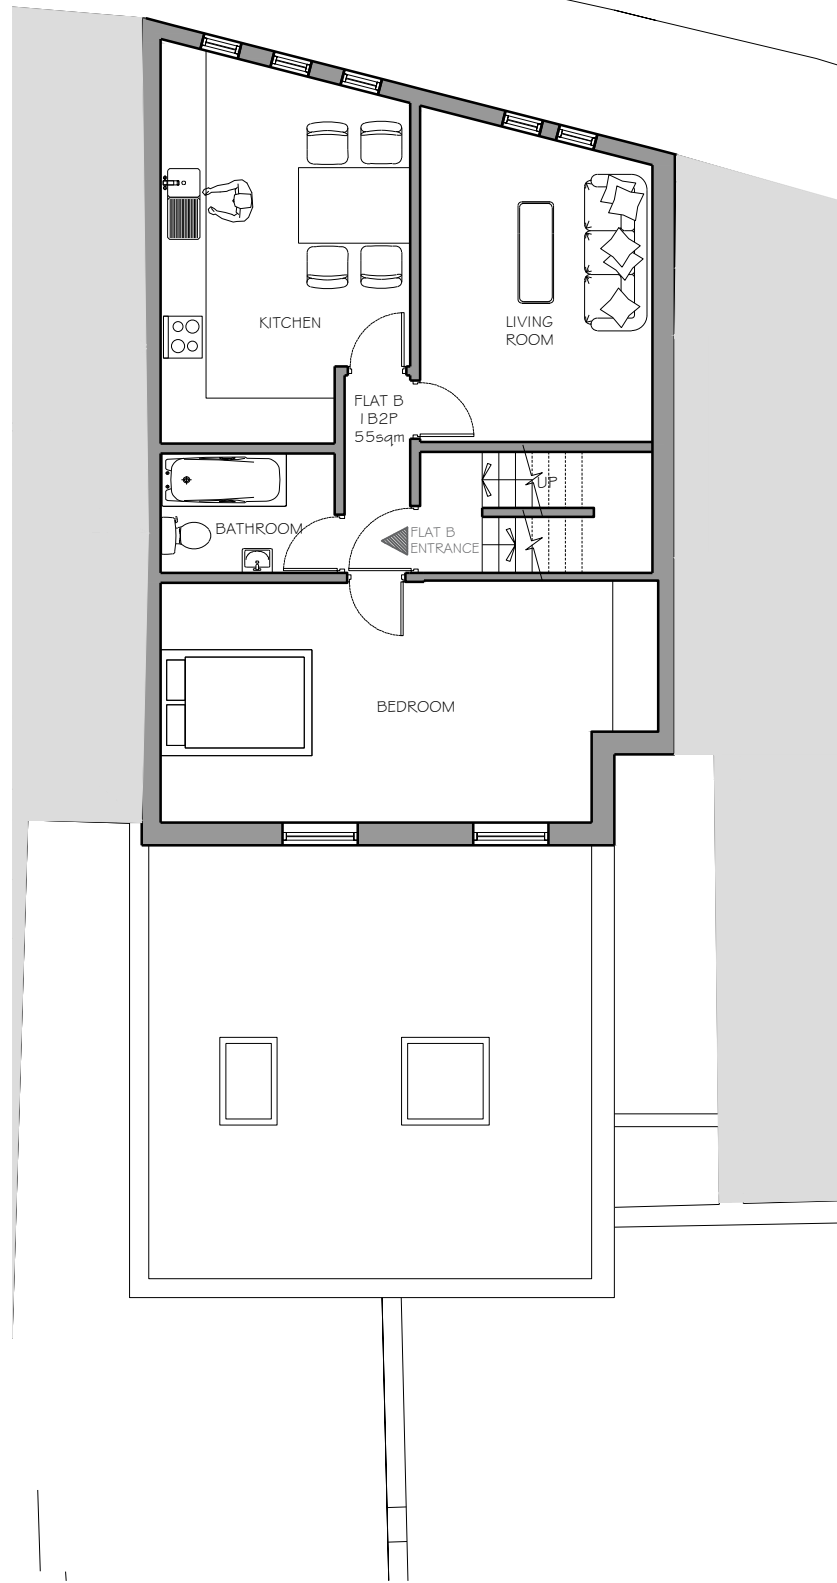 KITCHEN
LIVING
ROOM
FLAT B
1B2P
55sqm
UP
BATHROOM
FLAT B
ENTRANCE
BEDROOM